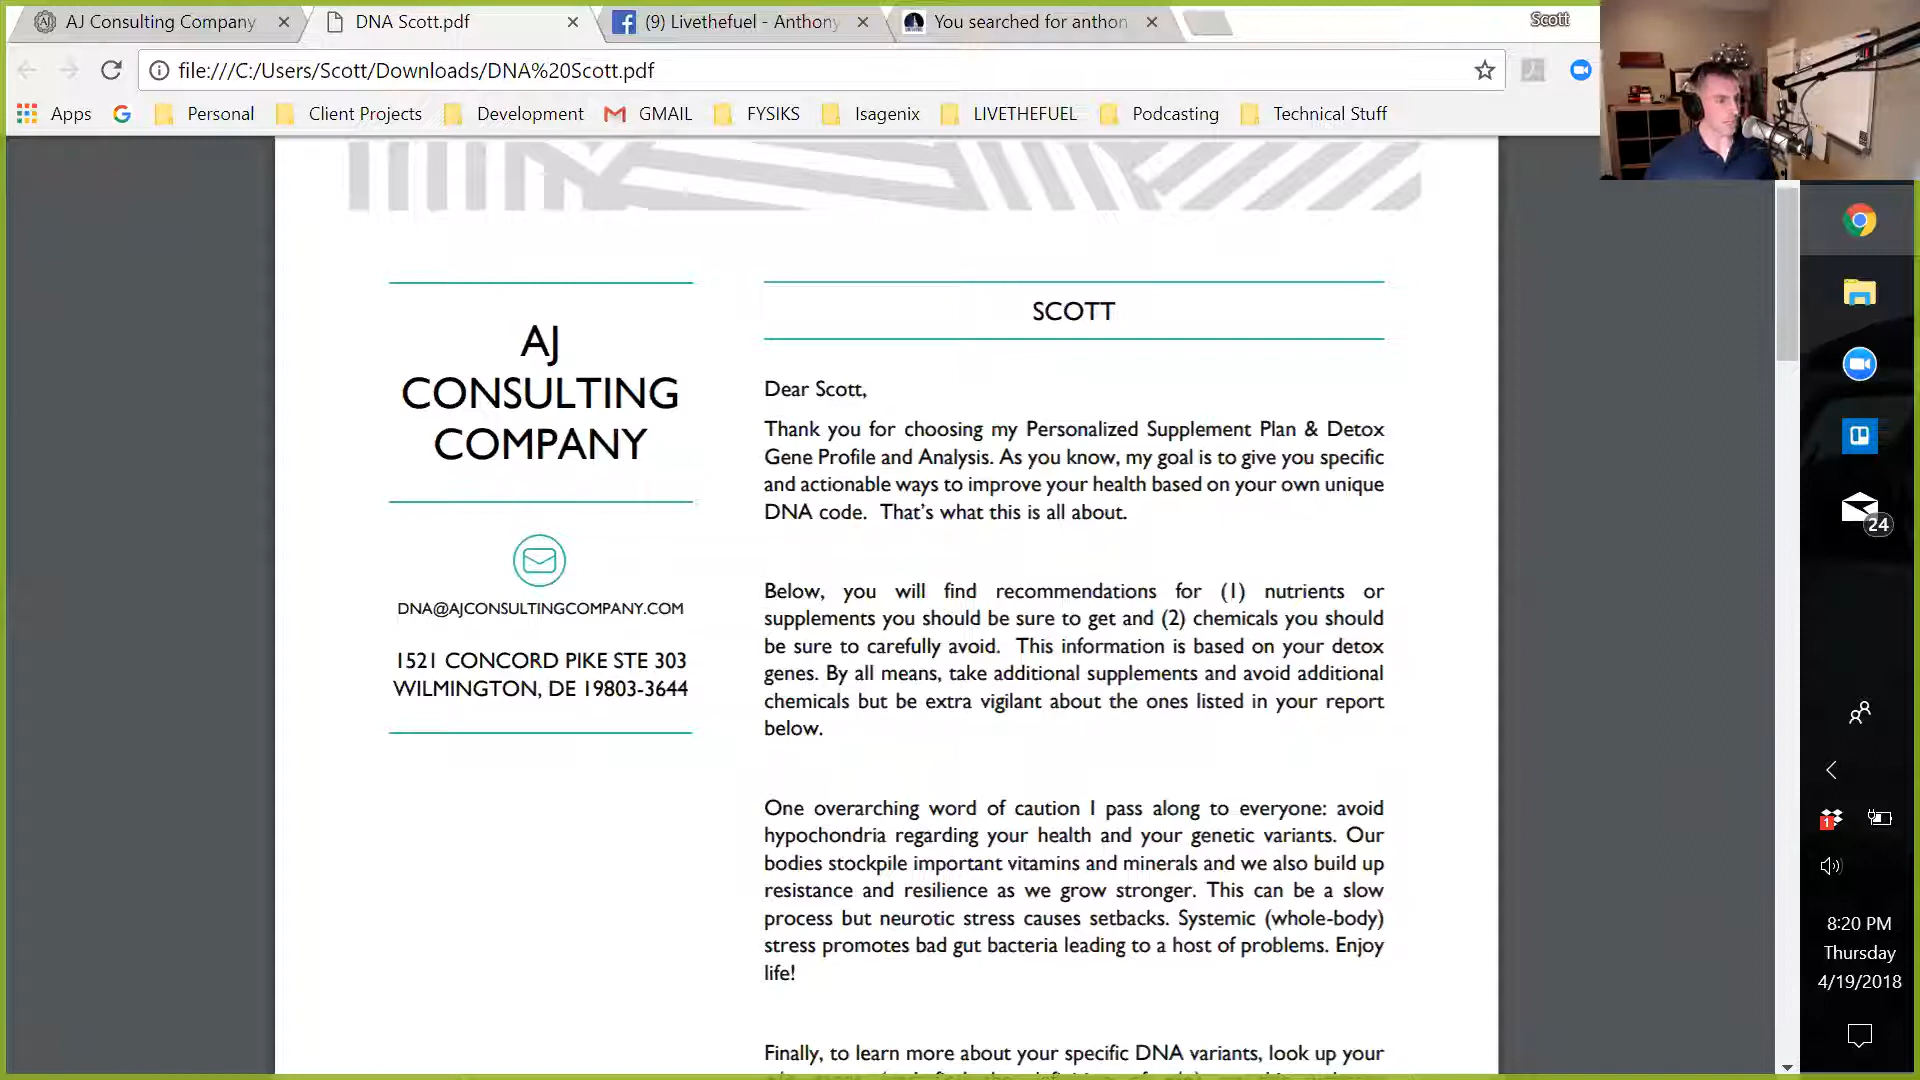 AJ Consulting Company
DNA Scott.pdf
(9) Livethefuel - Anthony
You searched for anthon
Scott
file:///C:/Users/Scott/Downloads/DNA%20Scott.pdf
Apps
Personal
Client Projects
Development
GMAIL
FYSIKS
Isagenix
LIVETHEFUEL
Podcasting
Technical Stuff
AJ
CONSULTING
COMPANY
DNA@AJCONSULTINGCOMPANY.COM
1521 CONCORD PIKE STE 303
WILMINGTON, DE 19803-3644
SCOTT
Dear Scott,
Thank you for choosing my Personalized Supplement Plan & Detox
Gene Profile and Analysis. As you know, my goal is to give you specific
and actionable ways to improve your health based on your own unique
DNA code. That's what this is all about.
Below, you will find recommendations for (1) nutrients or
supplements you should be sure to get and (2) chemicals you should
be sure to carefully avoid. This information is based on your detox
genes. By all means, take additional supplements and avoid additional
chemicals but be extra vigilant about the ones listed in your report
below.
One overarching word of caution I pass along to everyone: avoid
hypochondria regarding your health and your genetic variants. Our
bodies stockpile important vitamins and minerals and we also build up
resistance and resilience as we grow stronger. This can be a slow
process but neurotic stress causes setbacks. Systemic (whole-body)
stress promotes bad gut bacteria leading to a host of problems. Enjoy
life!
Finally, to learn more about your specific DNA variants, look up your
24
1
8:20 PM
Thursday
4/19/2018